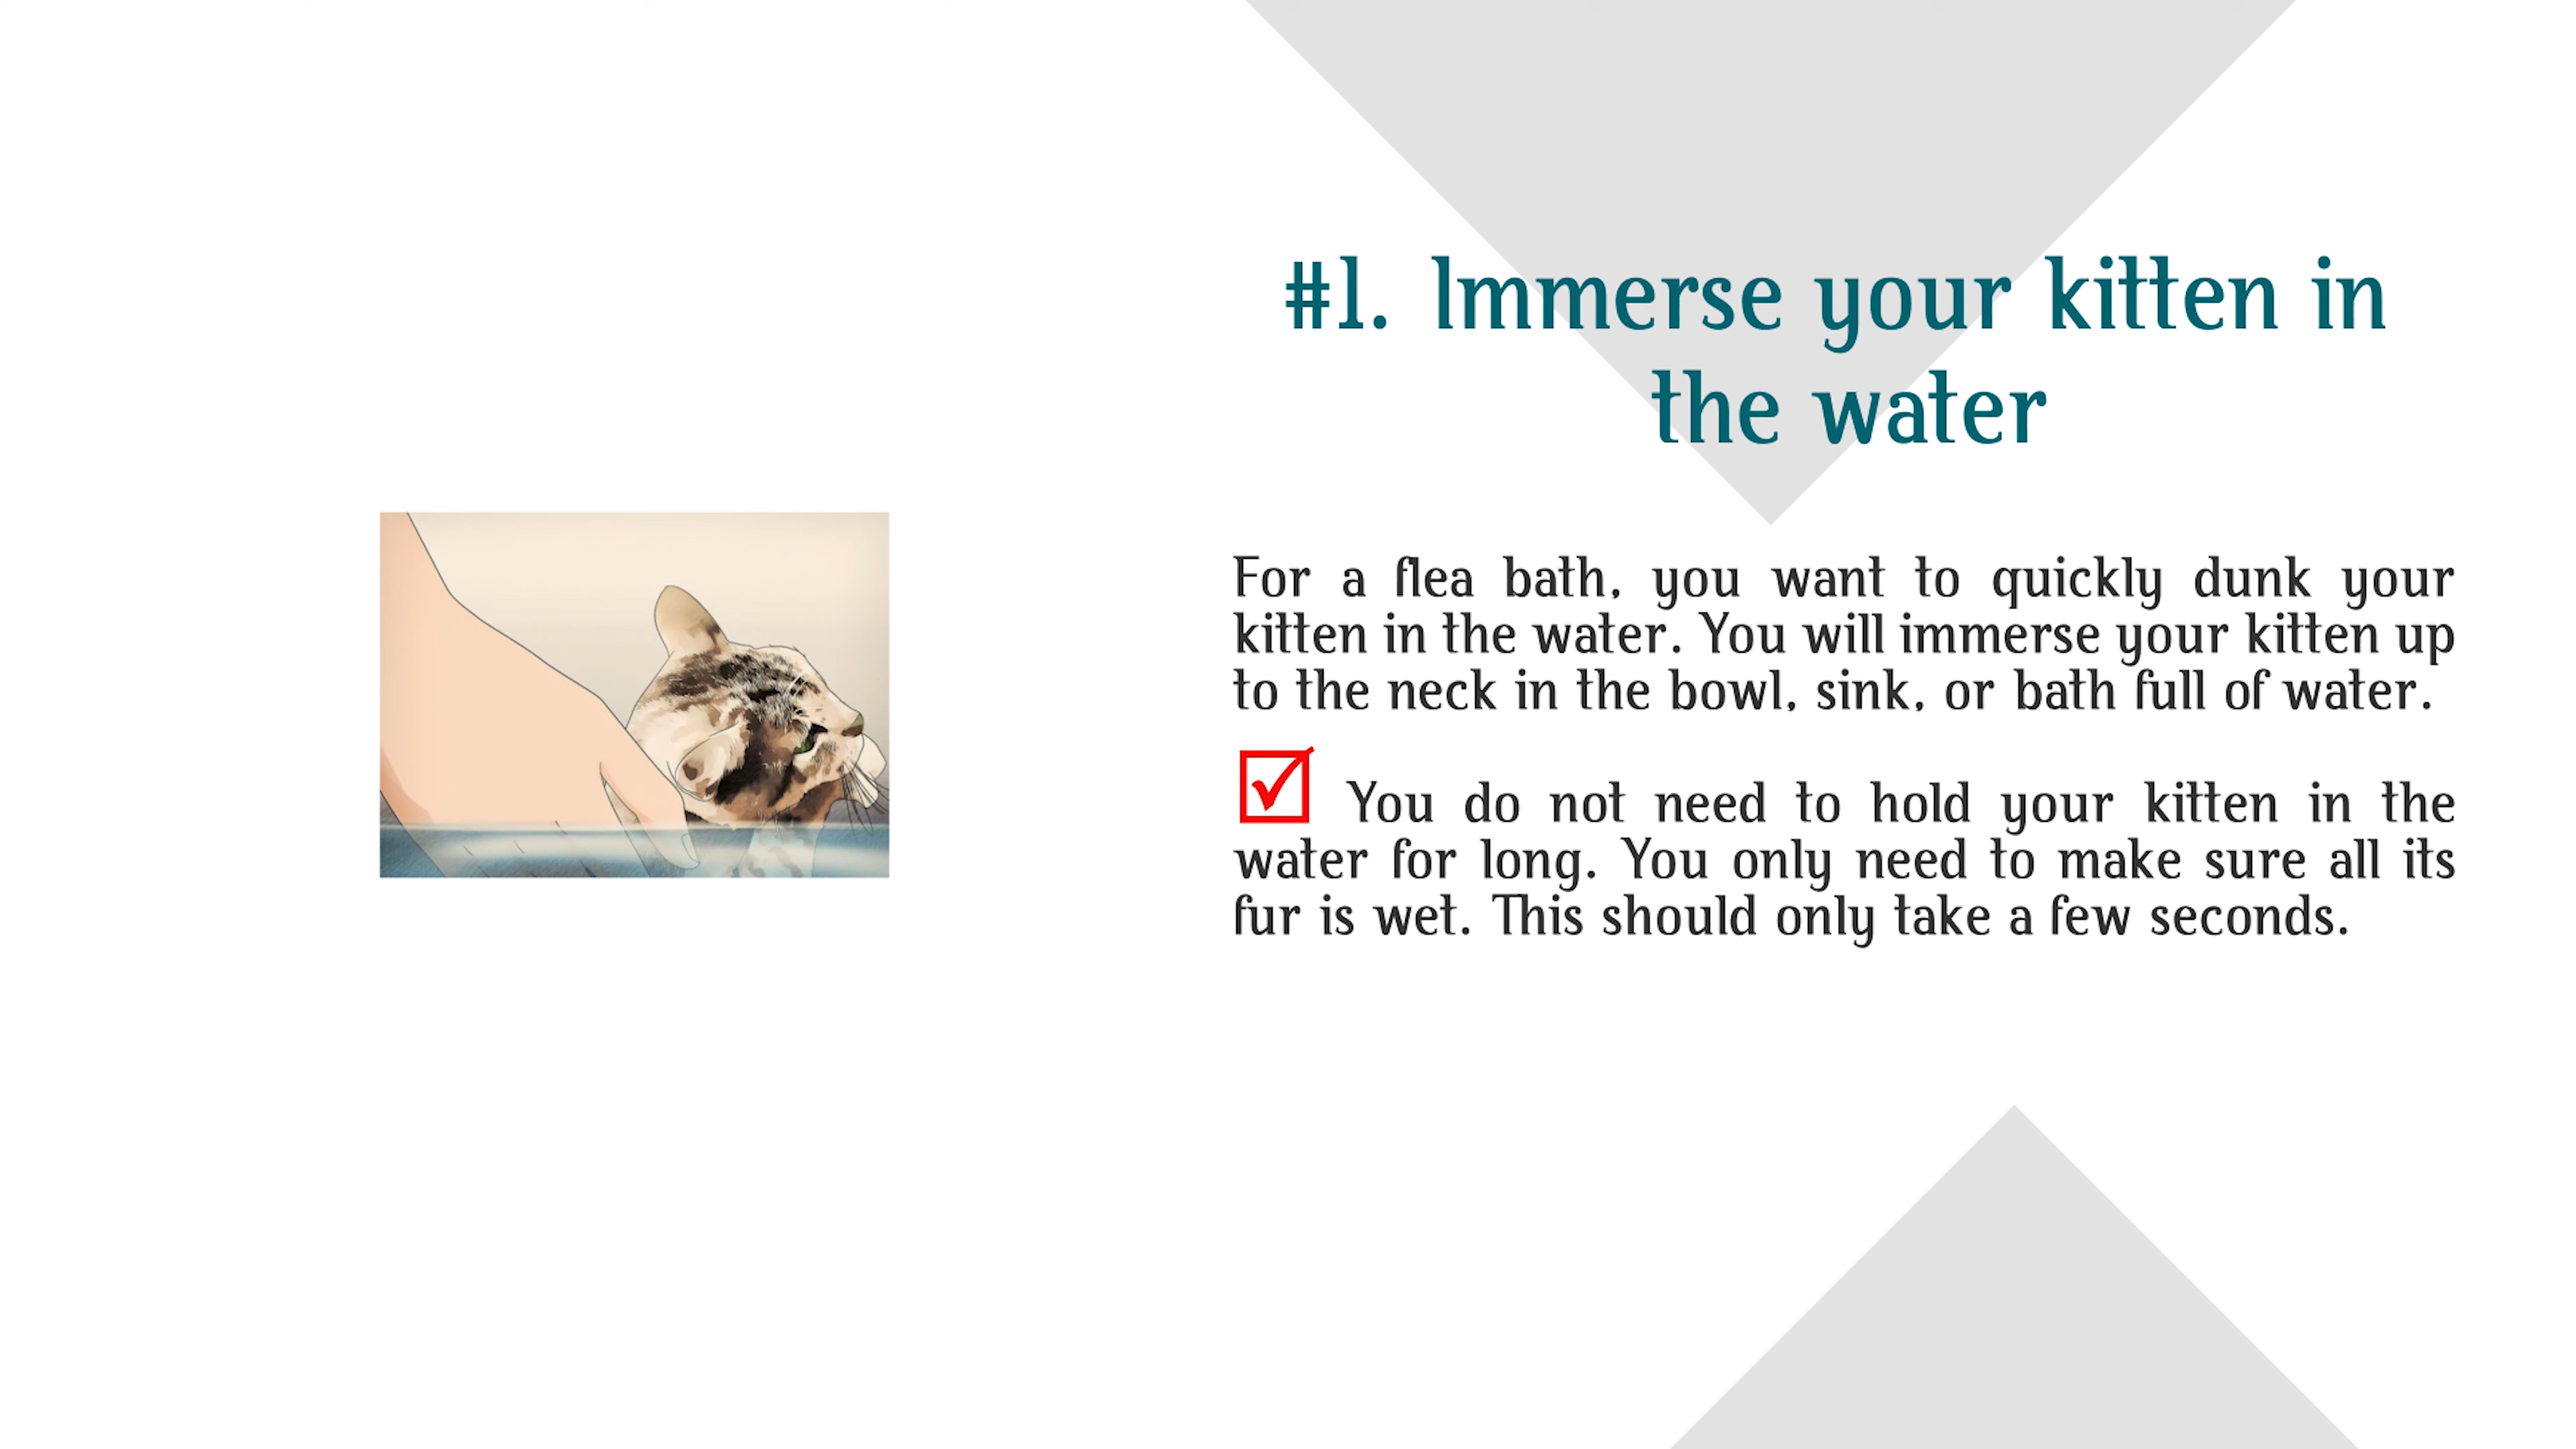 #1. Immerse your kitten in
the water
For a flea bath, you want to quickly dunk your
kitten in the water. You will immerse your kitten up
to the neck in the bowl, sink, or bath full of water.
You do not need to hold your kitten in the
water for long. You only need to make sure all its
fur is wet. This should only take a few seconds.